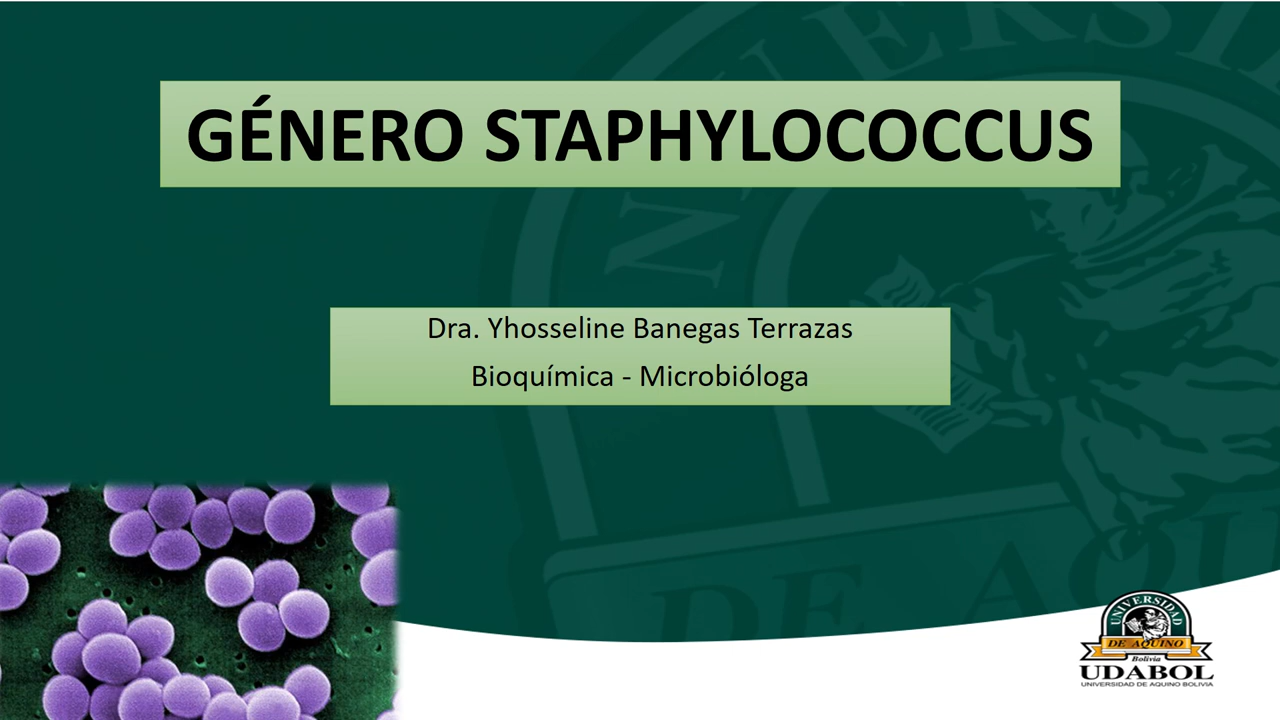 GÉNERO STAPHYLOCOCCUS
Dra. Yhosseline Banegas Terrazas
Bioquímica - Microbióloga
UNIVERSIDAD
DE AQUINO
Bolivia
UDABOL
UNIVERSIDAD DE AQUINO BOLIVIA